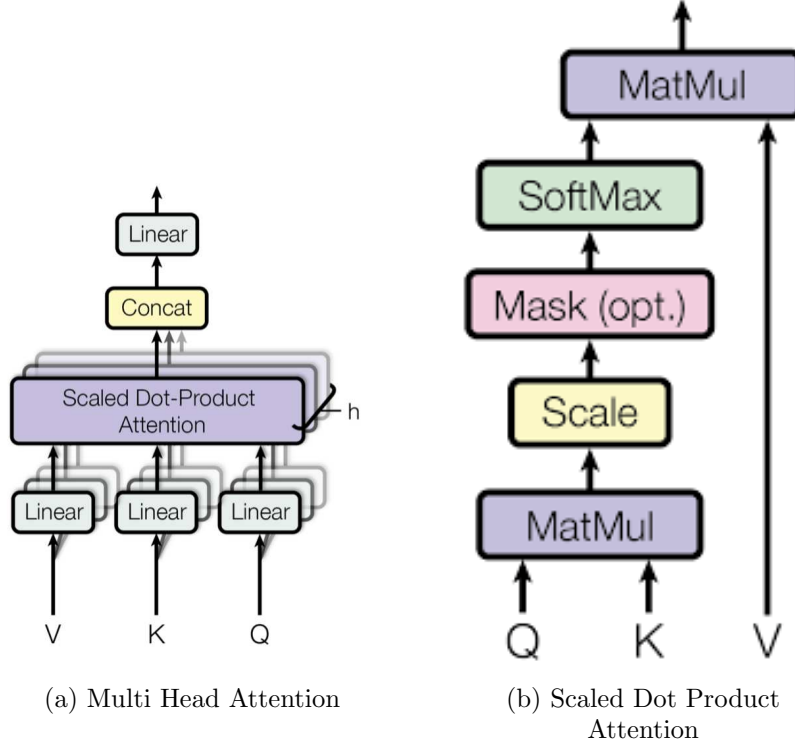 Linear
Concat
Scaled Dot-Product
Attention
h
Linear Linear Linear
V K Q
(a) Multi Head Attention
MatMul
SoftMax
Mask (opt.)
Scale
MatMul
Q K V
(b) Scaled Dot Product
Attention